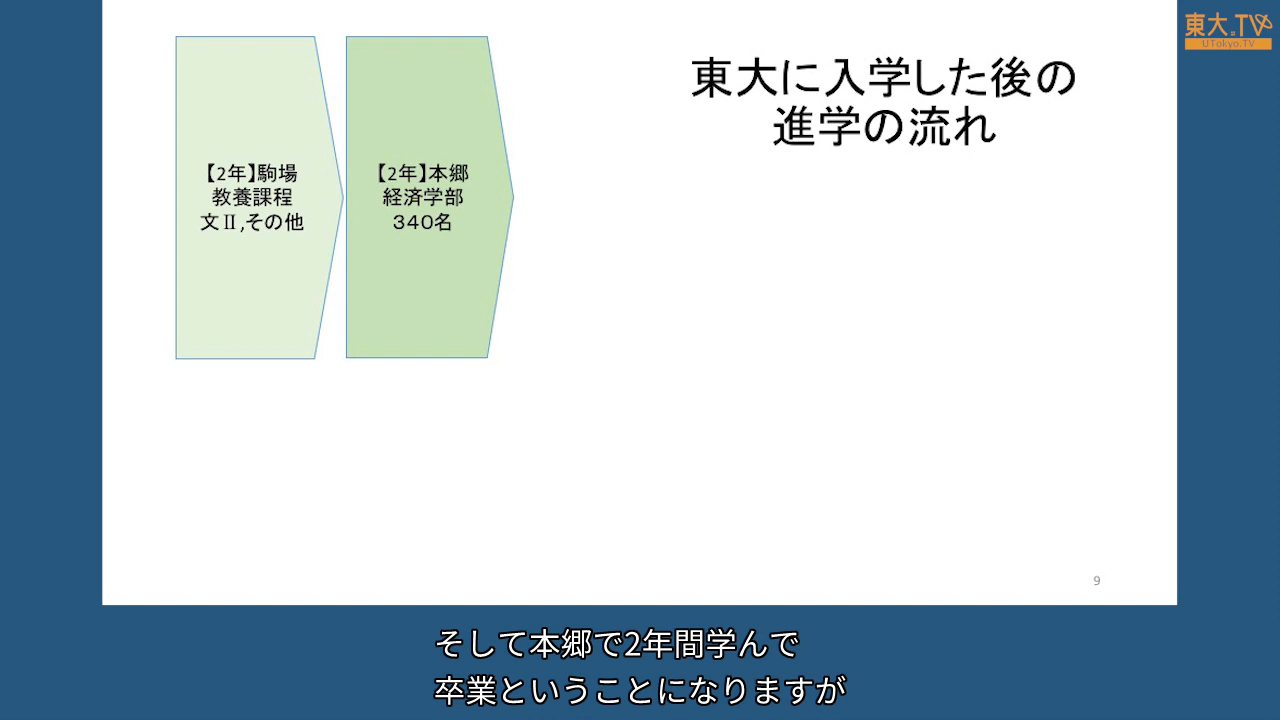 東大.TV
UTokyo.TV
東大に入学した後の
進学の流れ
【2年】駒場
教養課程
文Ⅱ,その他
【2年】本郷
経済学部
340名
9
そして本郷で2年間学んで
卒業ということになりますが